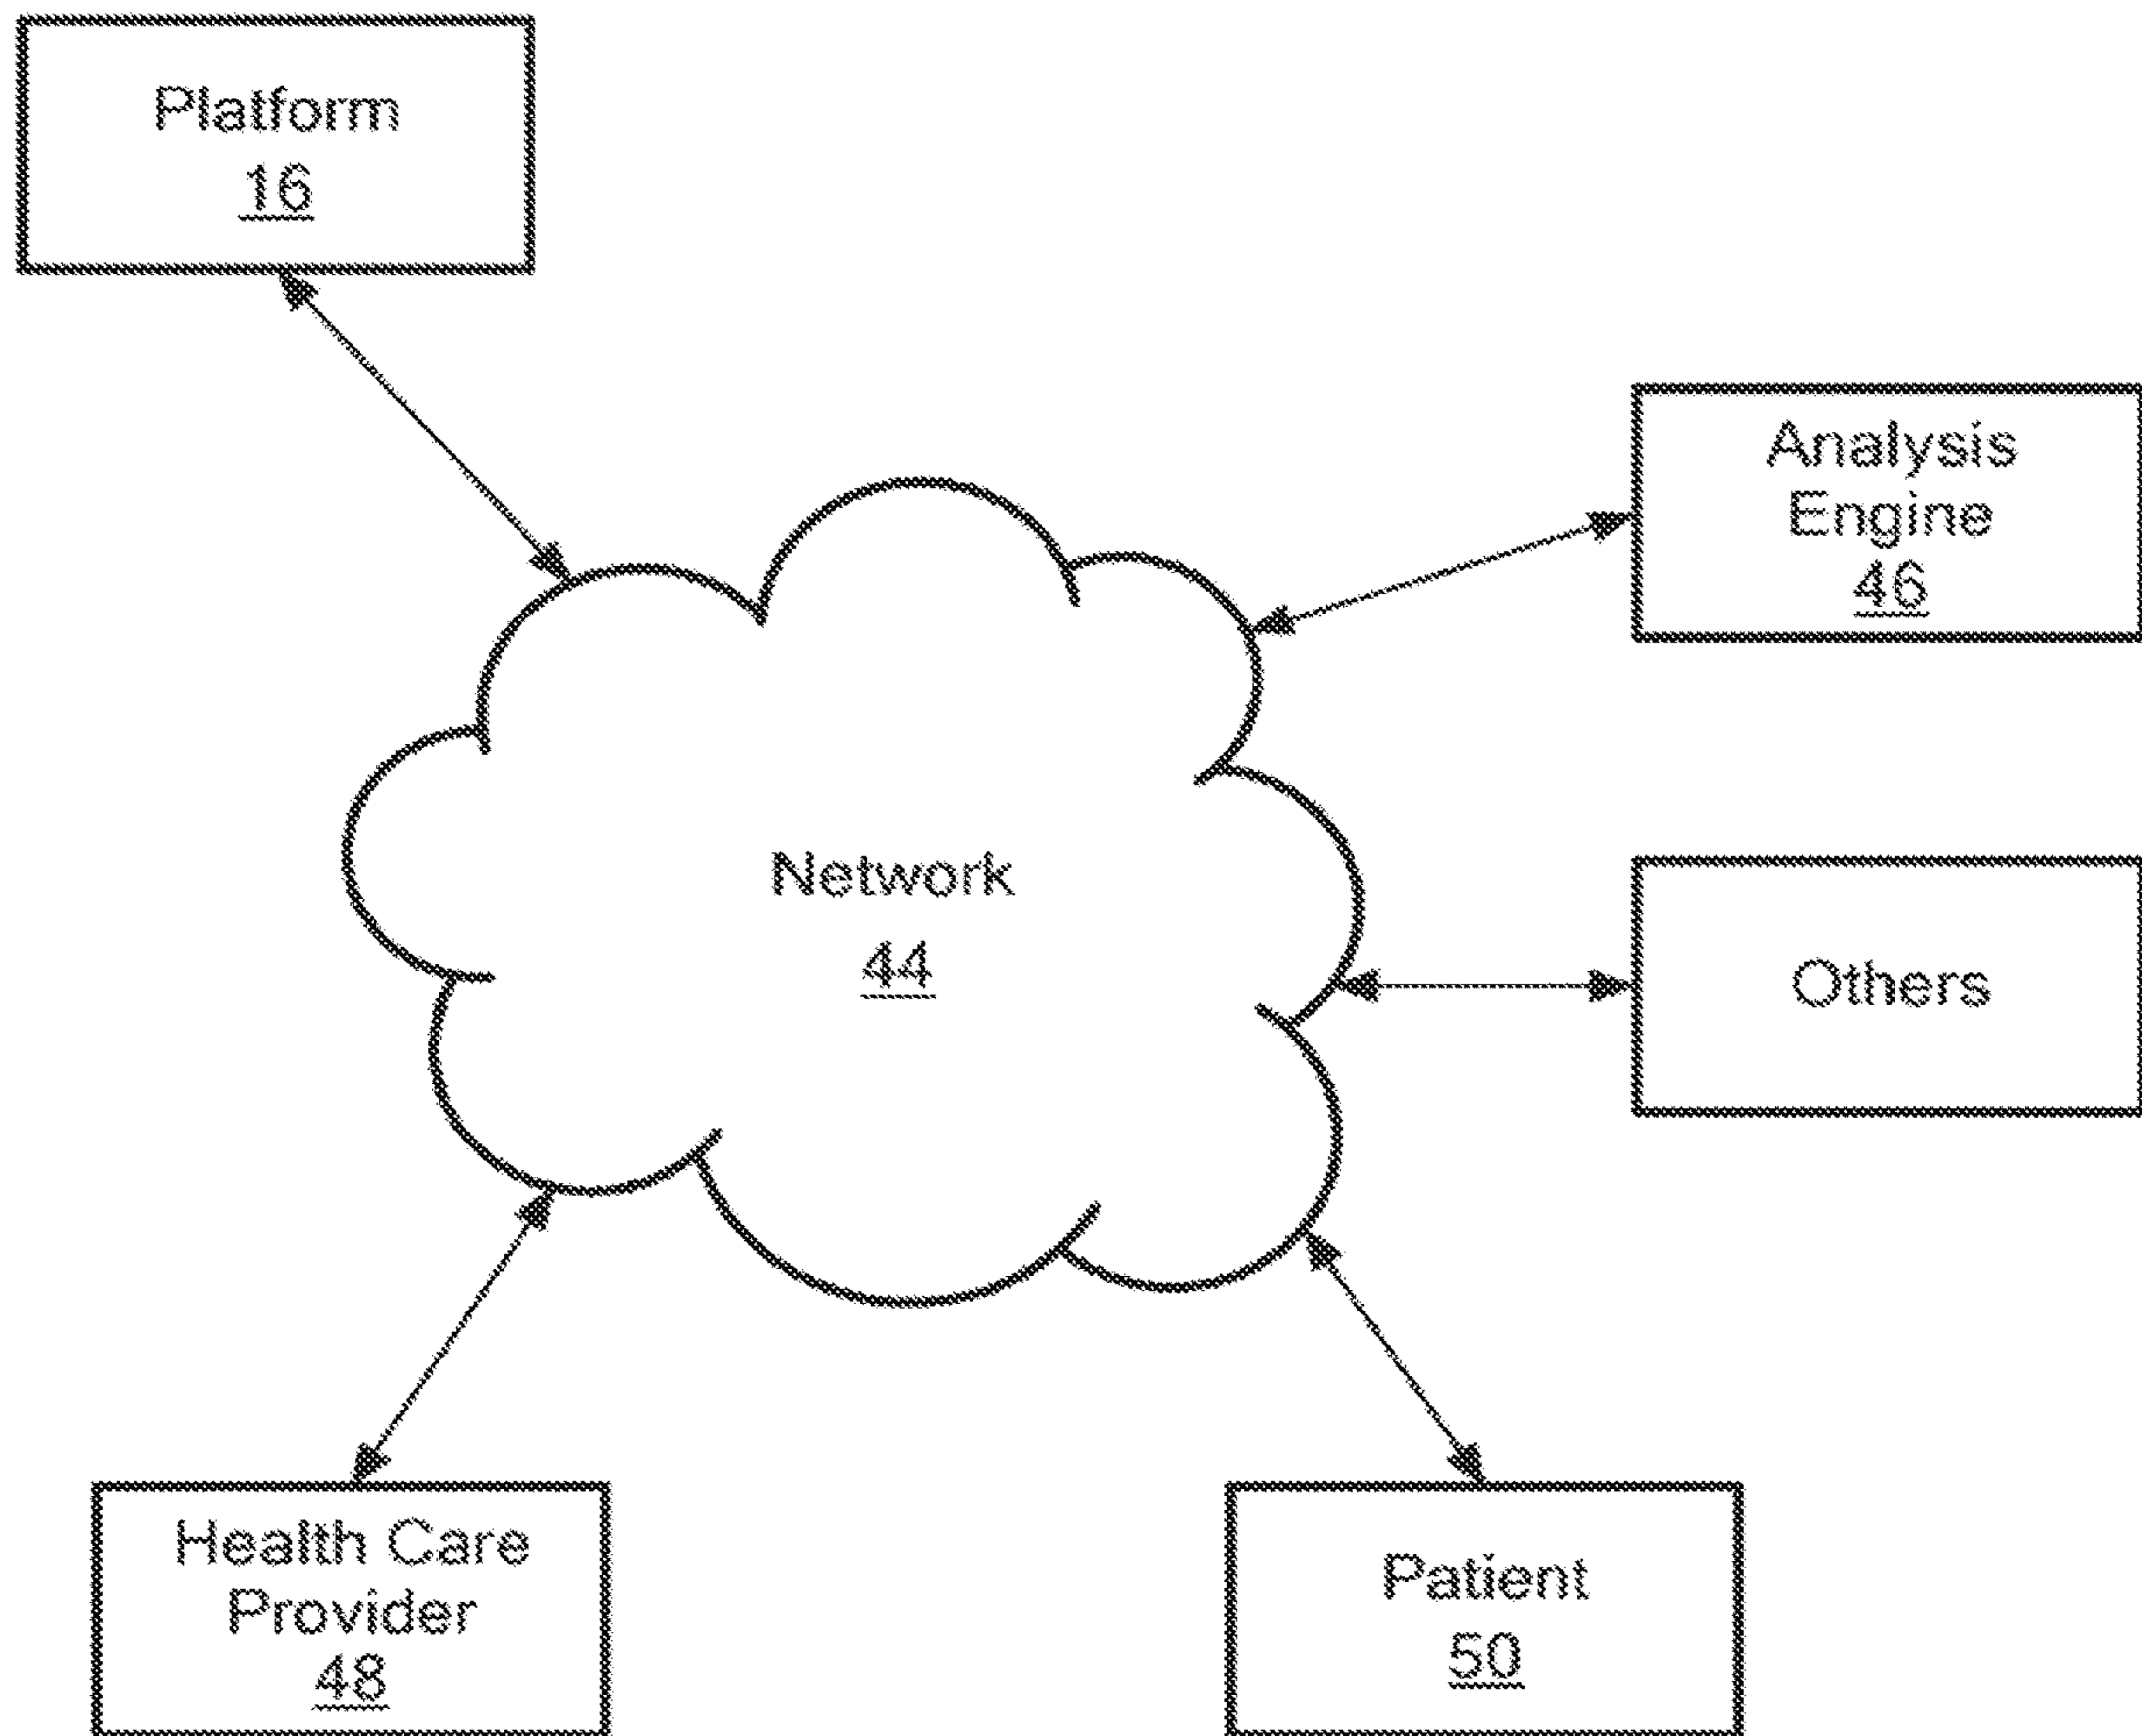 Platform
16
Analysis
Engine
46
Network
44
Others
Health Care
Provider
48
Patient
50